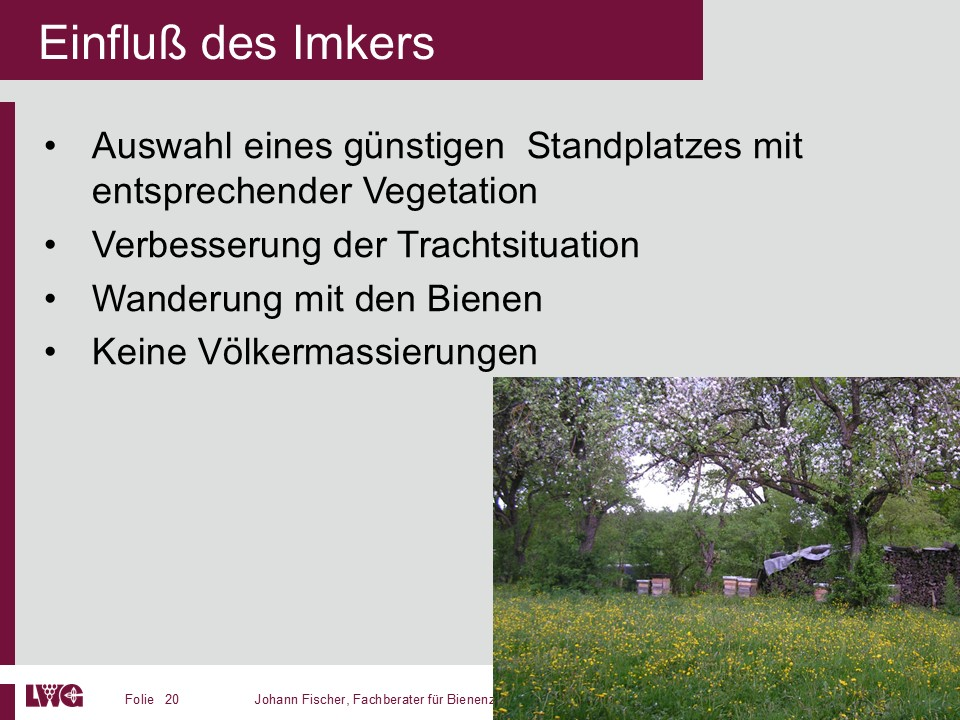 Einfluß des Imkers
• Auswahl eines günstigen Standplatzes mit
entsprechender Vegetation
• Verbesserung der Trachtsituation
• Wanderung mit den Bienen
• Keine Völkermassierungen
LWG Folie 20 Johann Fischer, Fachberater für Bienenz